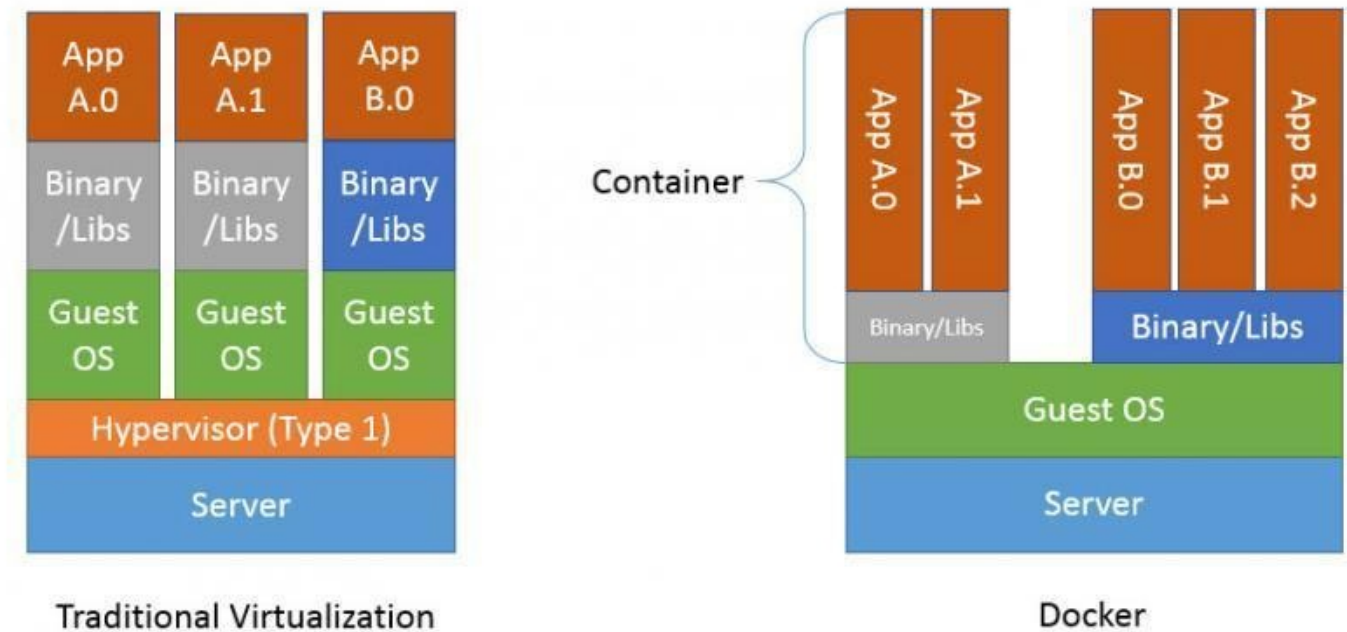 App
A.0
App
A.1
App
B.0
Binary
/Libs
Binary
/Libs
Binary
/Libs
Guest
OS
Guest
OS
Guest
OS
Hypervisor (Type 1)
Server
Traditional Virtualization
Container
App A.0
App A.1
App B.0
App B.1
App B.2
Binary/Libs
Binary/Libs
Guest OS
Server
Docker